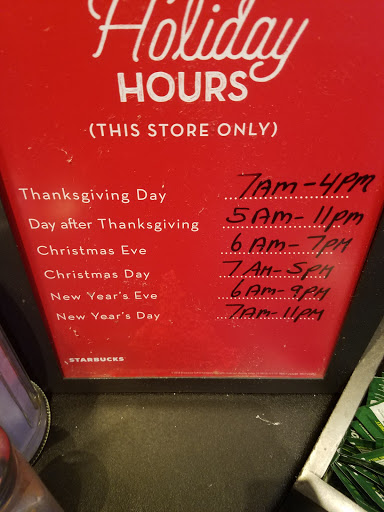 Holiday
HOURS
(THIS STORE ONLY)
Thanksgiving Day 7AM-4PM
Day after Thanksgiving 5AM-11pm
Christmas Eve 6AM-7PM
Christmas Day 7AM-5PM
New Year's Eve 6AM-9PM
New Year's Day 7AM-11PM
STARBUCKS